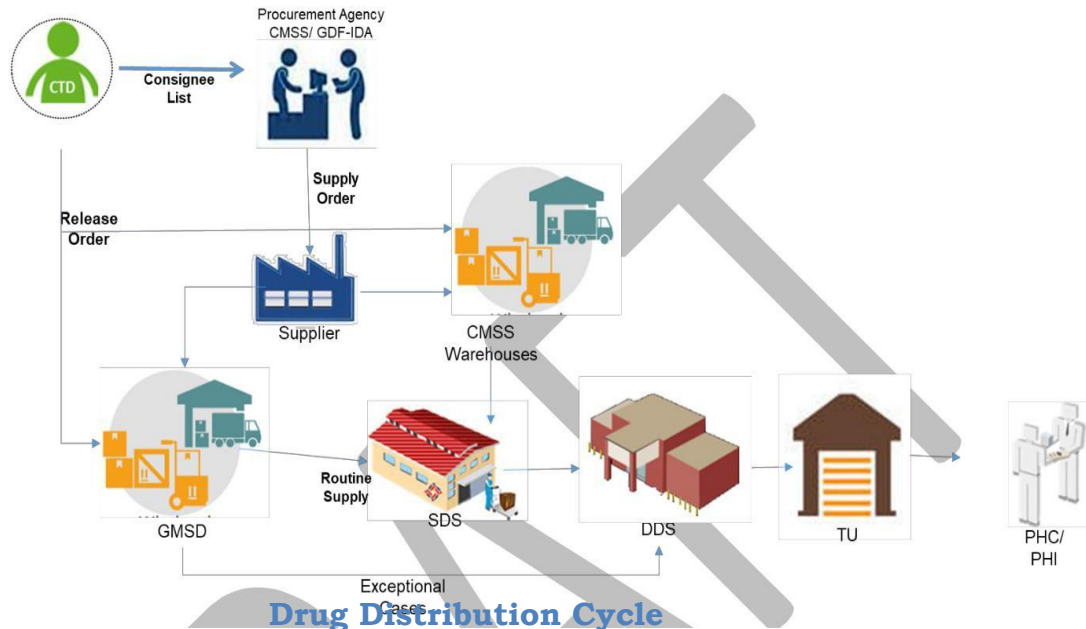 Procurement Agency
CMSS/ GDF-IDA
CTD
Consignee
List
Supply
Order
Release
Order
Supplier
CMSS
Warehouses
Routine
Supply
GMSD
SDS
DDS
TU
PHC/
PHI
Exceptional
Cases
Drug Distribution Cycle